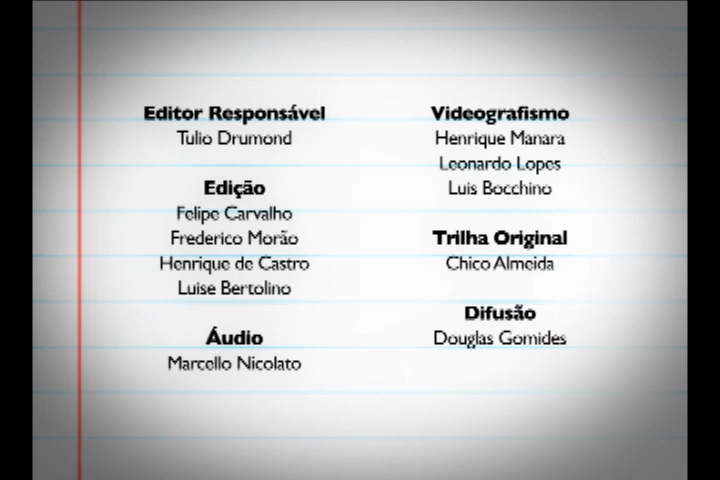 Editor Responsável
Tulio Drumond
Edição
Felipe Carvalho
Frederico Morão
Henrique de Castro
Luise Bertolino
Áudio
Marcello Nicolato
Videografismo
Henrique Manara
Leonardo Lopes
Luis Bocchino
Trilha Original
Chico Almeida
Difusão
Douglas Gomides